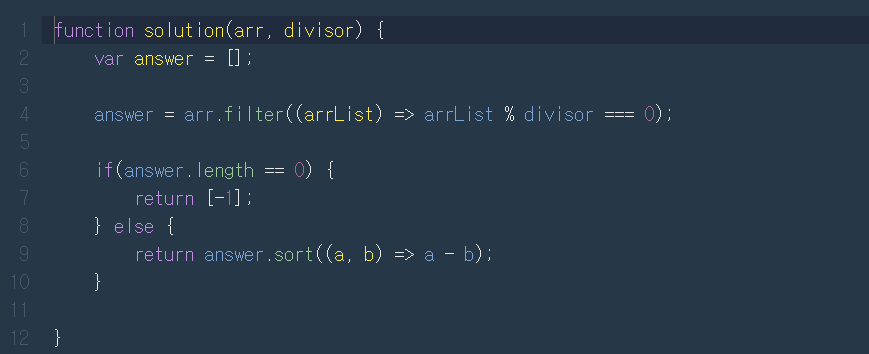 1 function solution(arr, divisor) {
2     var answer = [];
3
4     answer = arr.filter((arrList) => arrList % divisor === 0);
5
6     if(answer.length == 0) {
7         return [-1];
8     } else {
9         return answer.sort((a, b) => a - b);
10     }
11
12 }